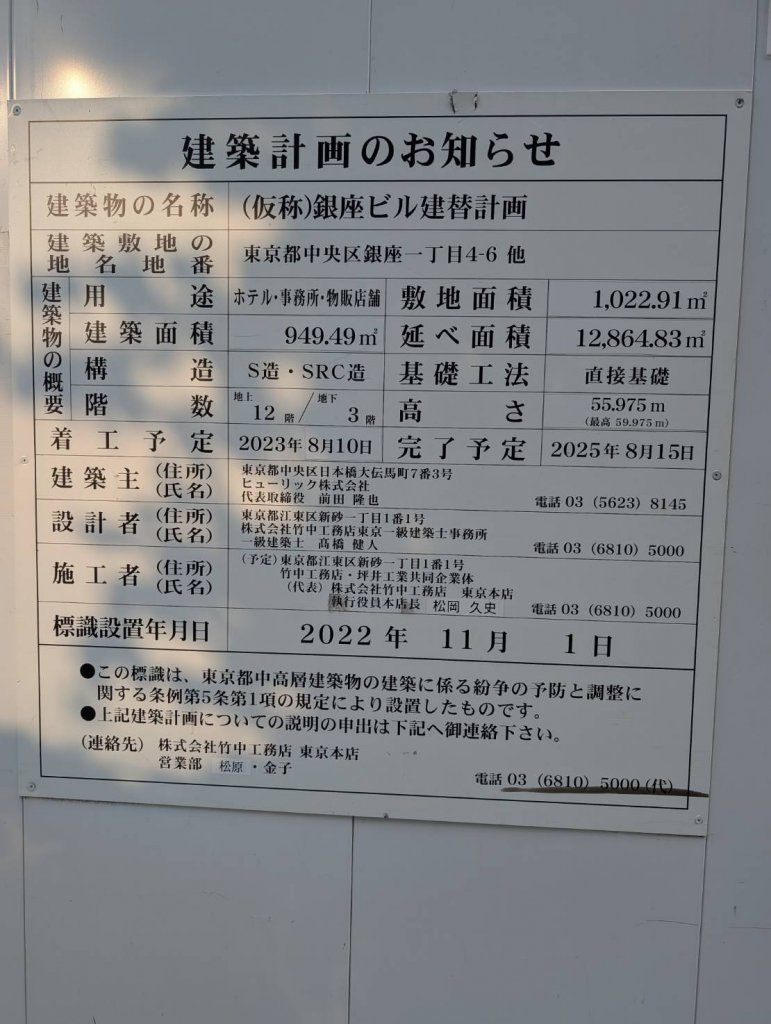 建築計画のお知らせ
建築物の名称 (仮称)銀座ビル建替計画
建築敷地の地名地番 東京都中央区銀座一丁目4-6 他
建築物の概要
用途 ホテル・事務所・物販店舗 敷地面積 1,022.91㎡
建築面積 949.49㎡ 延べ面積 12,864.83㎡
構造 S造・SRC造 基礎工法 直接基礎
階数 地上12階/地下3階 高さ 55.975m
(最高 59.975m)
着工予定 2023年8月10日 完了予定 2025年8月15日
建築主(住所) 東京都中央区日本橋大伝馬町7番3号
(氏名) ヒューリック株式会社
代表取締役 前田 隆也 電話 03 (5623) 8145
設計者(住所) 東京都江東区新砂一丁目1番1号
(氏名) 株式会社竹中工務店東京一級建築士事務所
一級建築士 髙橋 健人 電話 03 (6810) 5000
施工者(住所) (予定)東京都江東区新砂一丁目1番1号
(氏名) 竹中工務店・坪井工業共同企業体
(代表)株式会社竹中工務店 東京本店
執行役員本店長 松岡 久史 電話 03 (6810) 5000
標識設置年月日 2022年 11月 1日
●この標識は、東京都中高層建築物の建築に係る紛争の予防と調整に
関する条例第5条第1項の規定により設置したものです。
●上記建築計画についての説明の申出は下記へ御連絡下さい。
(連絡先) 株式会社竹中工務店 東京本店
営業部 松原・金子
電話 03 (6810) 5000 (代)